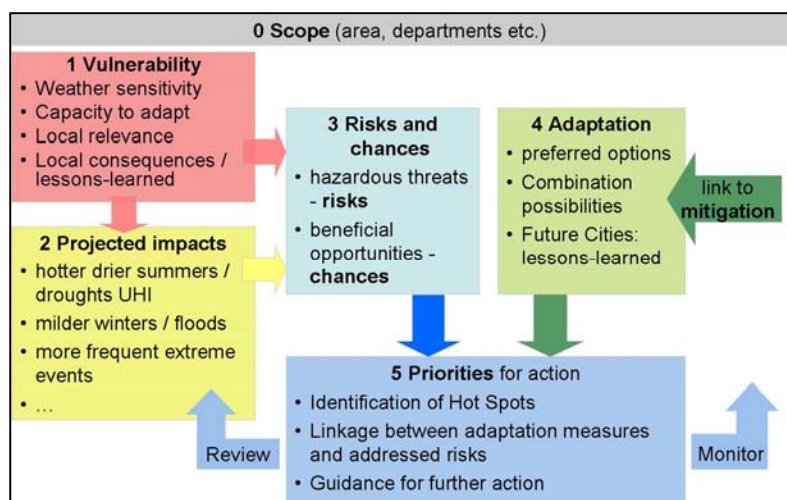 0 Scope (area, departments etc.)
1 Vulnerability
• Weather sensitivity
• Capacity to adapt
• Local relevance
• Local consequences /
lessons-learned
2 Projected impacts
• hotter drier summers /
droughts UHI
• milder winters / floods
• more frequent extreme
events
• ...
3 Risks and
chances
• hazardous threats
- risks
• beneficial
opportunities -
chances
4 Adaptation
• preferred options
• Combination
possibilities
• Future Cities:
lessons-learned
link to
mitigation
5 Priorities for action
• Identification of Hot Spots
• Linkage between adaptation measures
and addressed risks
• Guidance for further action
Review
Monitor